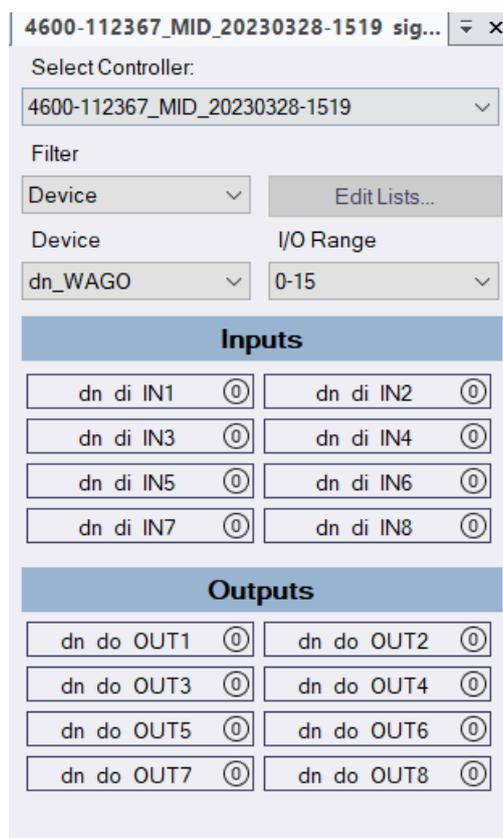 4600-112367_MID_20230328-1519 sig...
Select Controller:
4600-112367_MID_20230328-1519
Filter
Device Edit Lists...
Device I/O Range
dn_WAGO 0-15
Inputs
dn di IN1 0 dn di IN2 0
dn di IN3 0 dn di IN4 0
dn di IN5 0 dn di IN6 0
dn di IN7 0 dn di IN8 0
Outputs
dn do OUT1 0 dn do OUT2 0
dn do OUT3 0 dn do OUT4 0
dn do OUT5 0 dn do OUT6 0
dn do OUT7 0 dn do OUT8 0